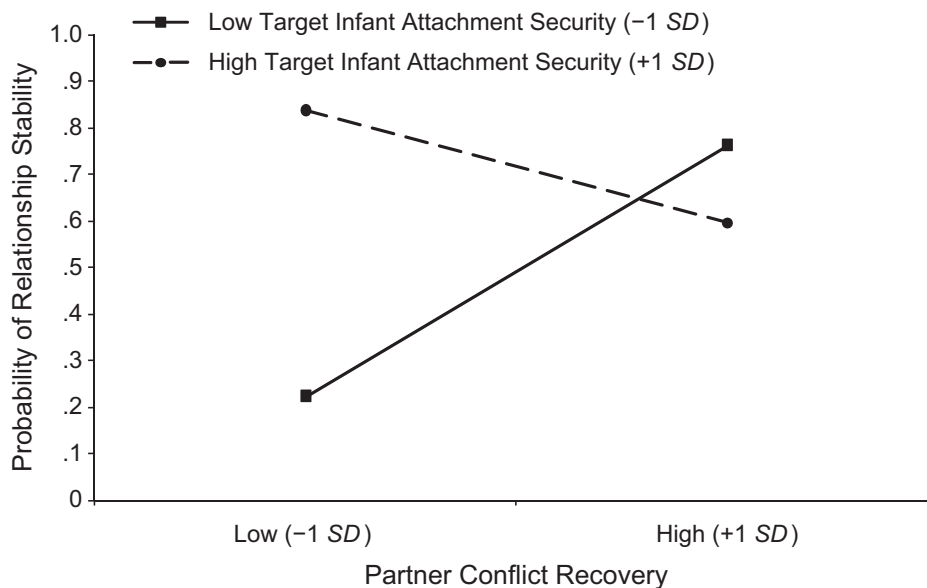 Low Target Infant Attachment Security (−1 SD)
High Target Infant Attachment Security (+1 SD)
Probability of Relationship Stability
1.0
.9
.8
.7
.6
.5
.4
.3
.2
.1
0
Low (−1 SD)
High (+1 SD)
Partner Conflict Recovery